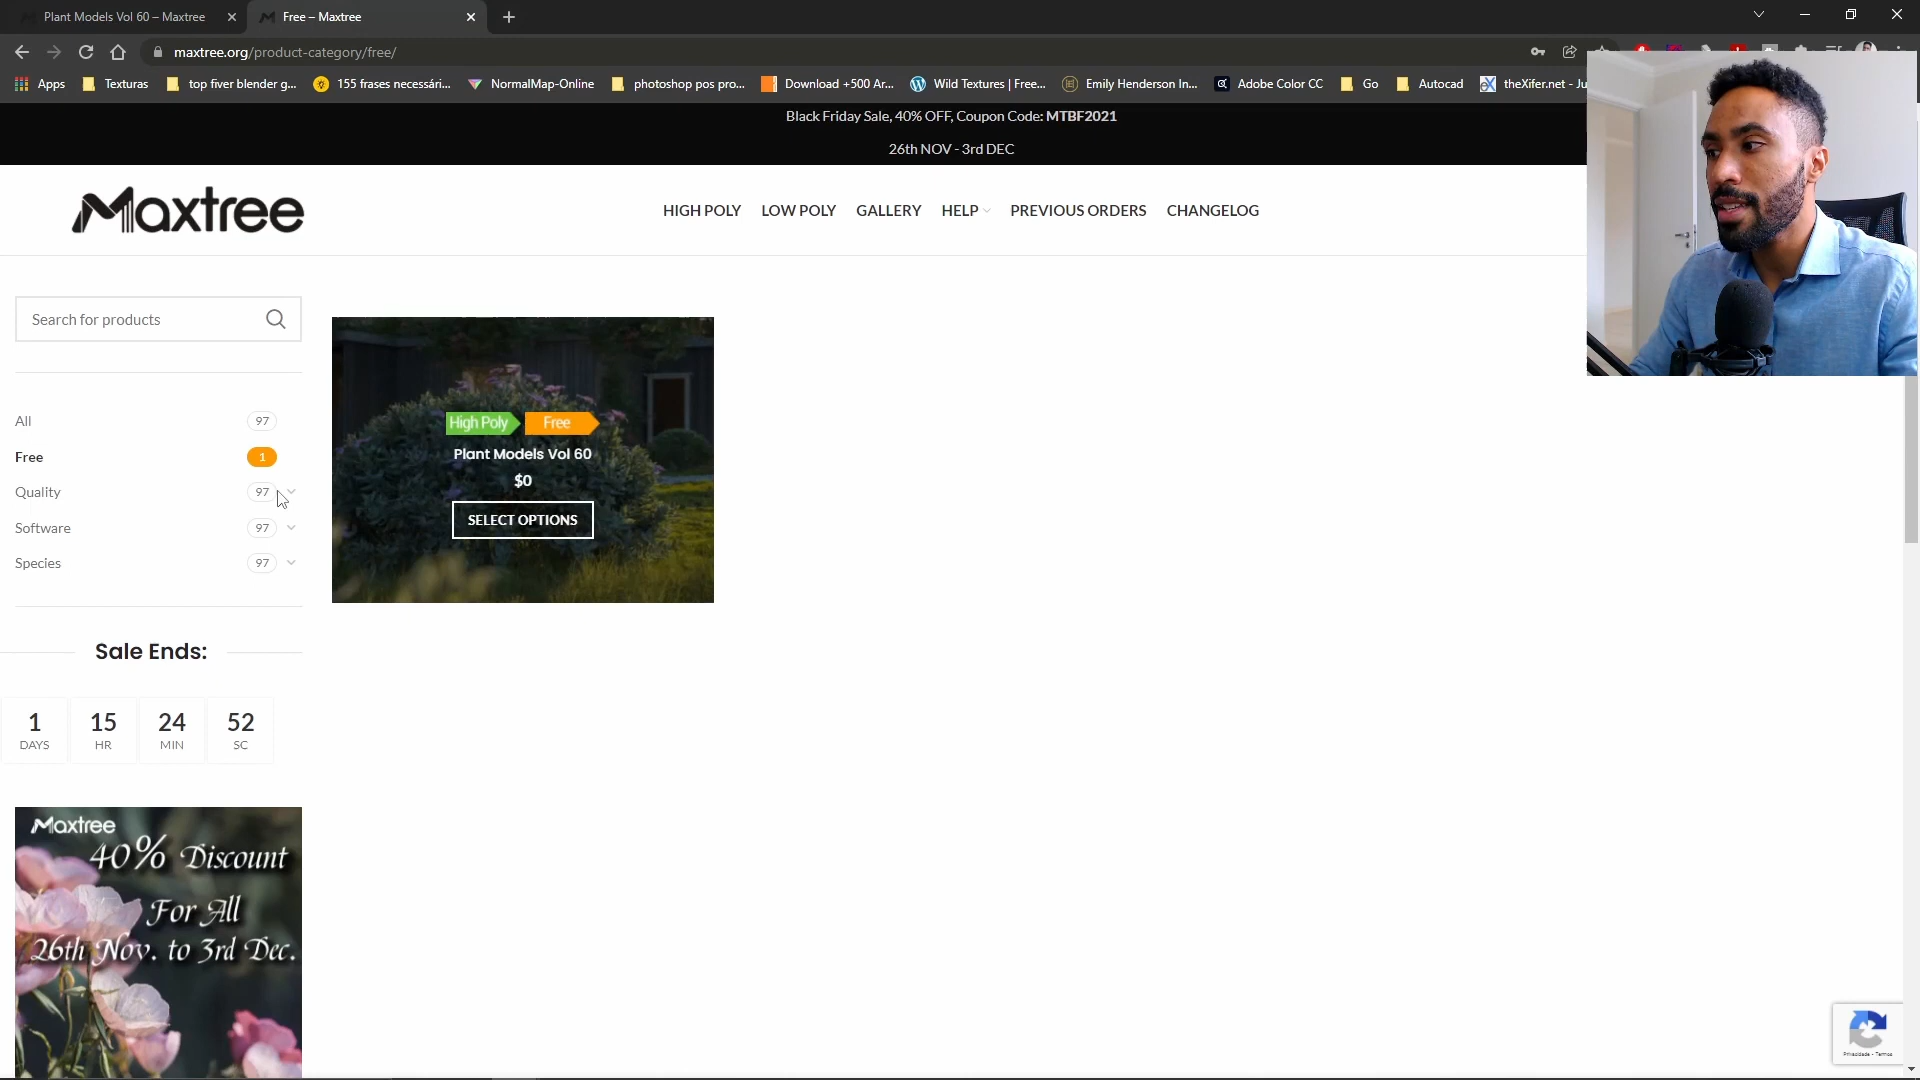 Plant Models Vol 60 – Maxtree
Free – Maxtree
maxtree.org/product-category/free/
Apps
Texturas
top fiver blender g...
155 frases necessári...
NormalMap-Online
photoshop pos pro...
Download +500 Ar...
Wild Textures | Free...
Emily Henderson In...
Adobe Color CC
Go
Autocad
theXifer.net - Ju
Black Friday Sale, 40% OFF, Coupon Code: MTBF2021
26th NOV - 3rd DEC
Maxtree
HIGH POLY
LOW POLY
GALLERY
HELP
PREVIOUS ORDERS
CHANGELOG
Search for products
All 97
Free 1
Quality 97
Software 97
Species 97
High Poly
Free
Plant Models Vol 60
$0
SELECT OPTIONS
Sale Ends:
1 15 24 52
DAYS HR MIN SC
Maxtree
40% Discount
For All
26th Nov. to 3rd Dec.
Privacidade - Termos